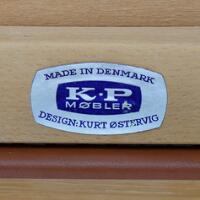 MADE IN DENMARK
K·P
MØBLER
DESIGN: KURT ØSTERVIG